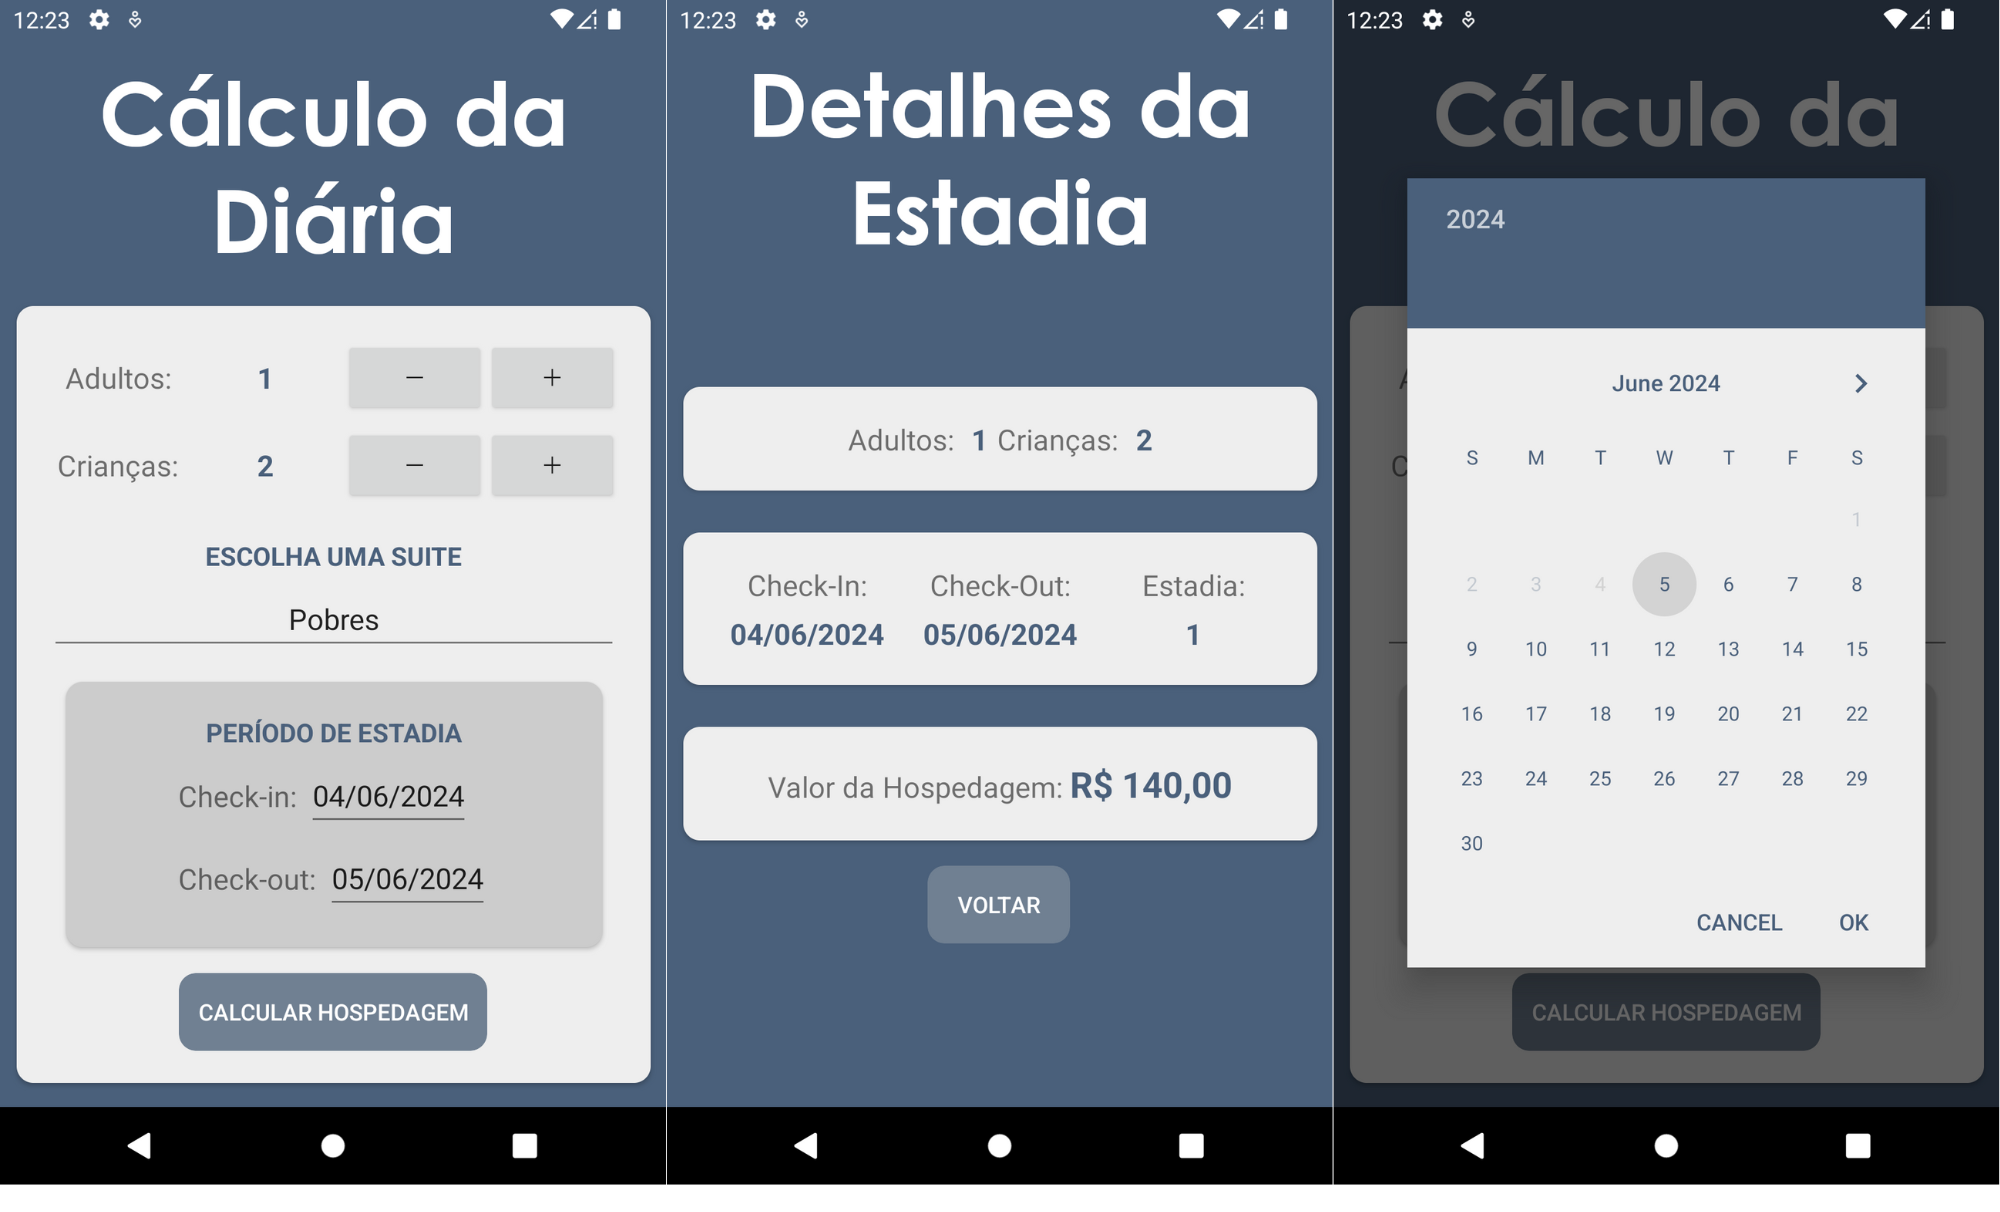 12:23
Cálculo da
Diária
Adultos: 1 − +
Crianças: 2 − +
ESCOLHA UMA SUITE
Pobres
PERÍODO DE ESTADIA
Check-in: 04/06/2024
Check-out: 05/06/2024
CALCULAR HOSPEDAGEM
12:23
Detalhes da
Estadia
Adultos: 1 Crianças: 2
Check-In: Check-Out: Estadia:
04/06/2024 05/06/2024 1
Valor da Hospedagem: R$ 140,00
VOLTAR
12:23
Cálculo da
2024
June 2024
S M T W T F S
1
2 3 4 5 6 7 8
9 10 11 12 13 14 15
16 17 18 19 20 21 22
23 24 25 26 27 28 29
30
CANCEL OK
CALCULAR HOSPEDAGEM